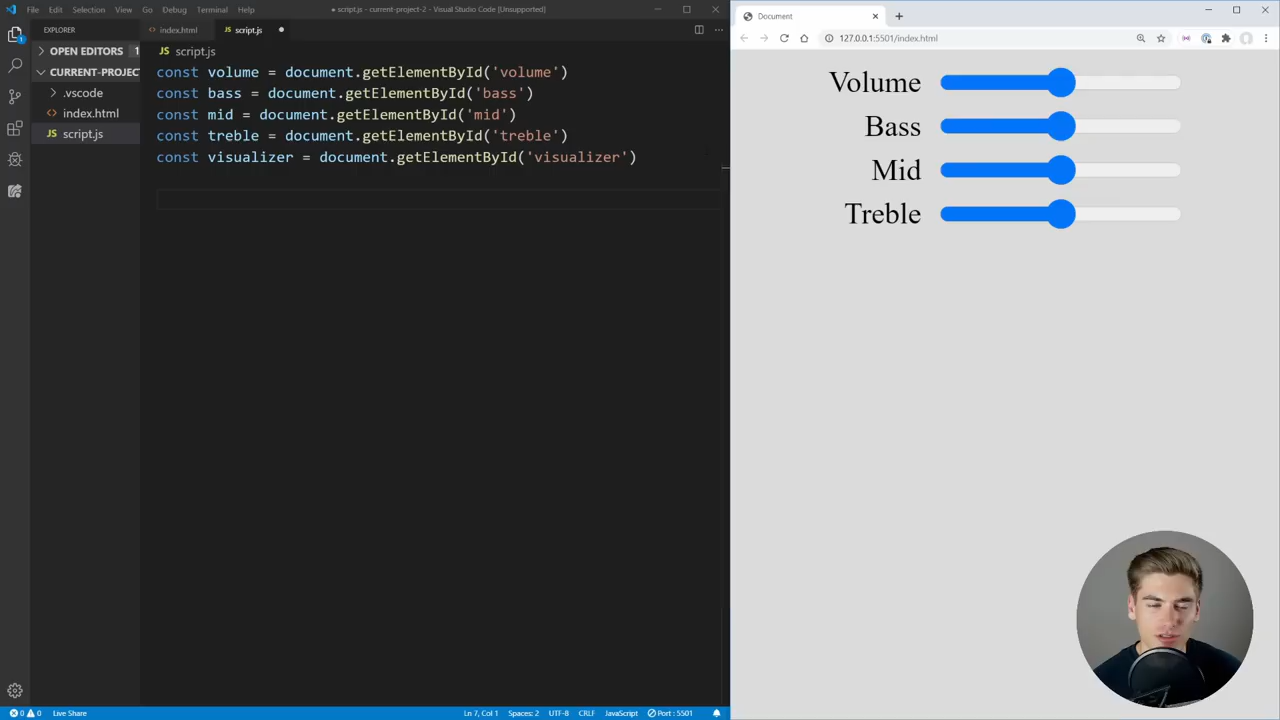 File Edit Selection View Go Debug Terminal Help
● script.js - current-project-2 - Visual Studio Code [Unsupported]
EXPLORER
OPEN EDITORS 1
CURRENT-PROJECT
.vscode
index.html
script.js
index.html
script.js
JS script.js
const volume = document.getElementById('volume')
const bass = document.getElementById('bass')
const mid = document.getElementById('mid')
const treble = document.getElementById('treble')
const visualizer = document.getElementById('visualizer')
0 0 Live Share
Ln 7, Col 1 Spaces: 2 UTF-8 CRLF JavaScript Port : 5501
Document
127.0.0.1:5501/index.html
Volume
Bass
Mid
Treble